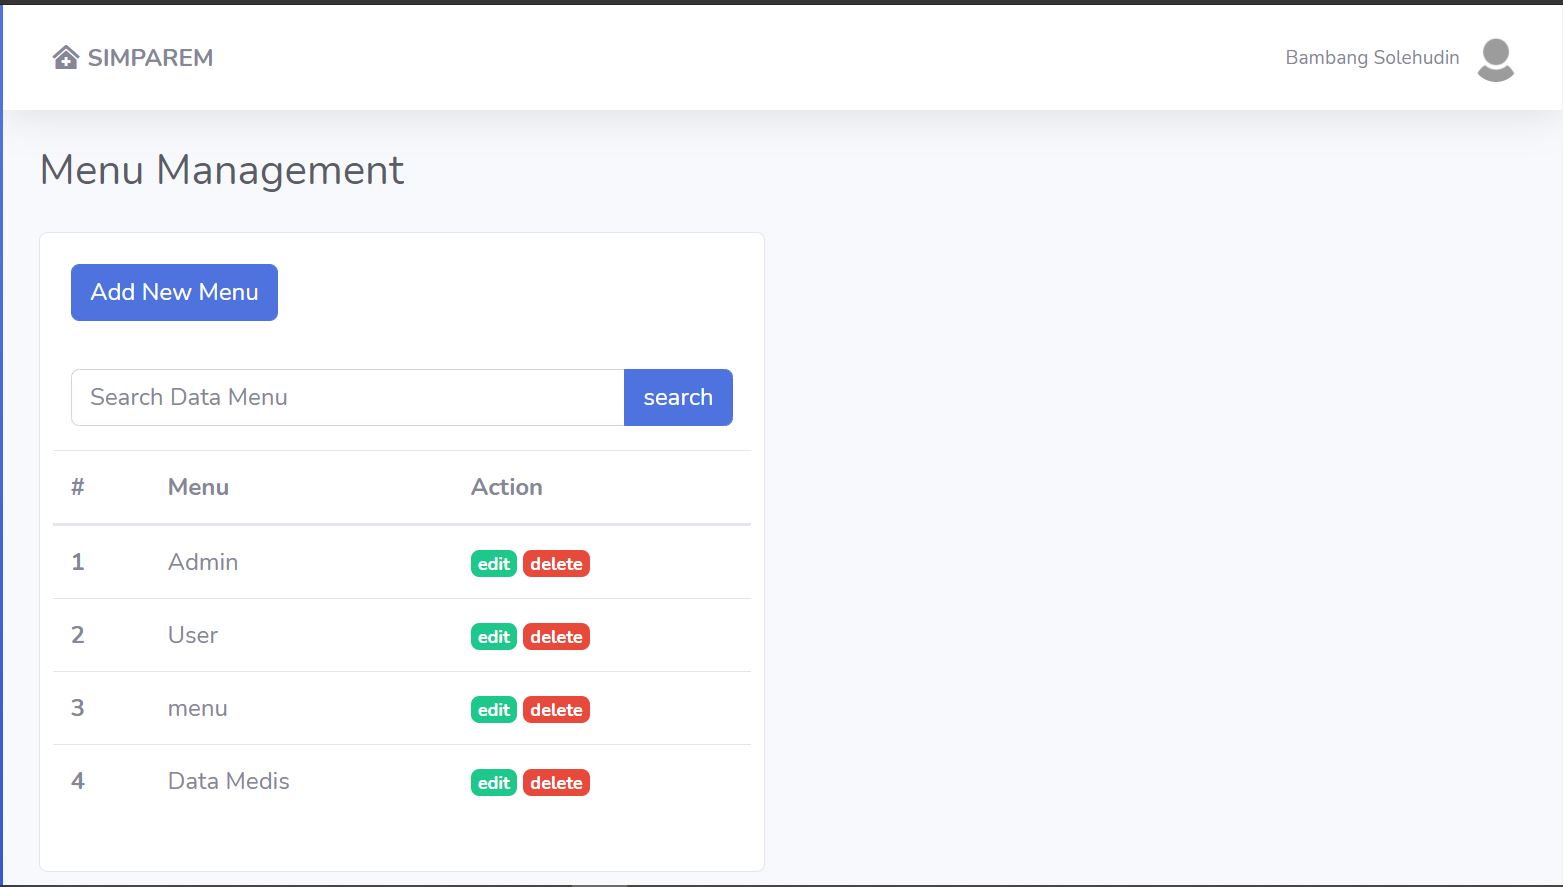 SIMPAREM
Bambang Solehudin
Menu Management
Add New Menu
Search Data Menu search
# Menu Action
1 Admin edit delete
2 User edit delete
3 menu edit delete
4 Data Medis edit delete